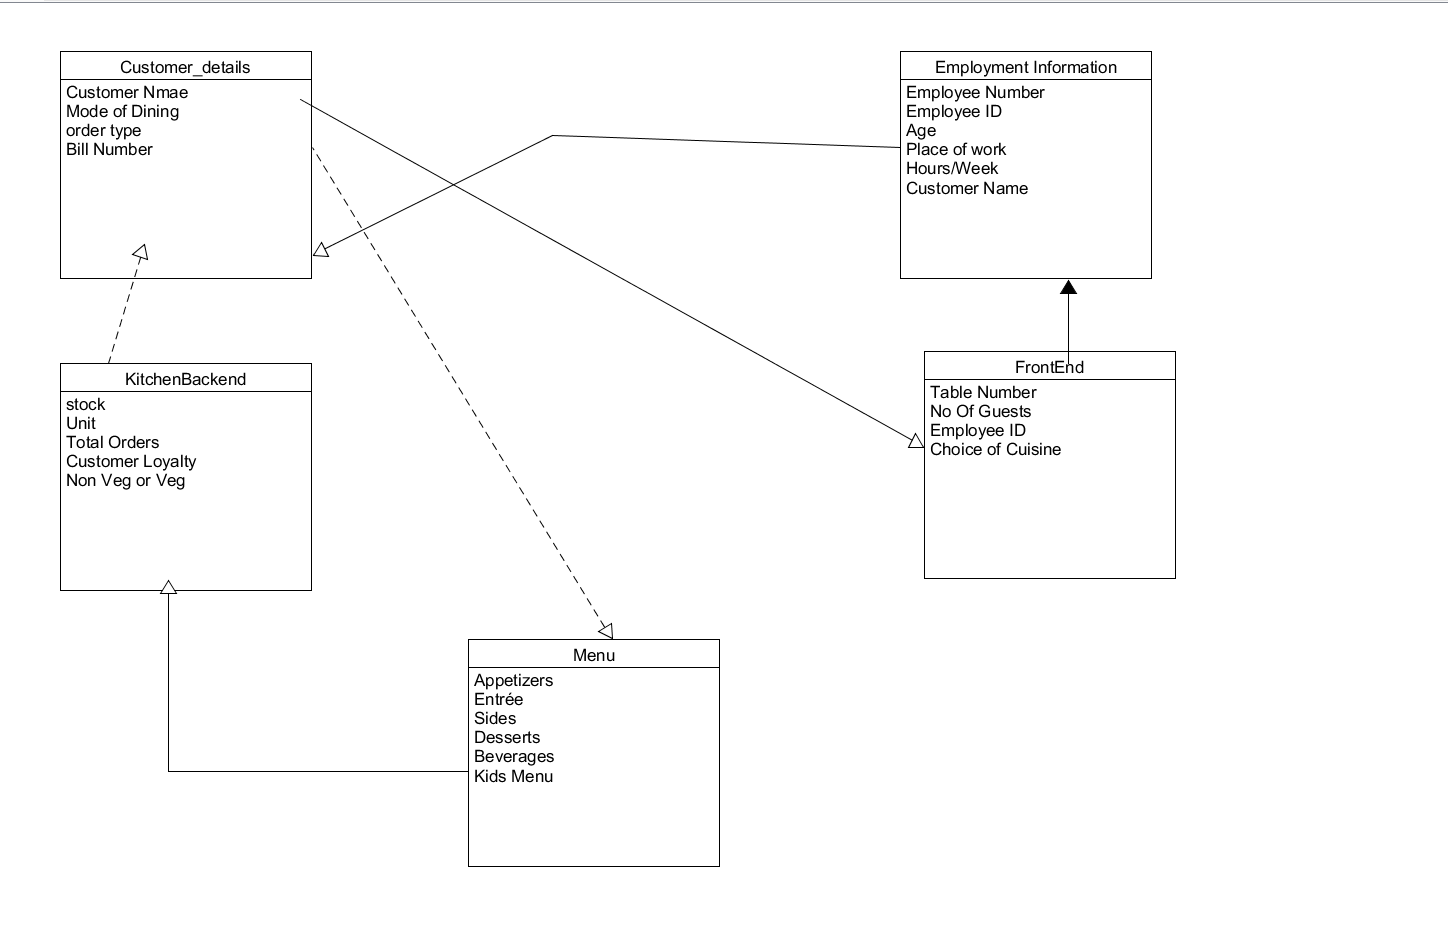 Customer_details
Customer Nmae
Mode of Dining
order type
Bill Number
Employment Information
Employee Number
Employee ID
Age
Place of work
Hours/Week
Customer Name
KitchenBackend
stock
Unit
Total Orders
Customer Loyalty
Non Veg or Veg
FrontEnd
Table Number
No Of Guests
Employee ID
Choice of Cuisine
Menu
Appetizers
Entrée
Sides
Desserts
Beverages
Kids Menu